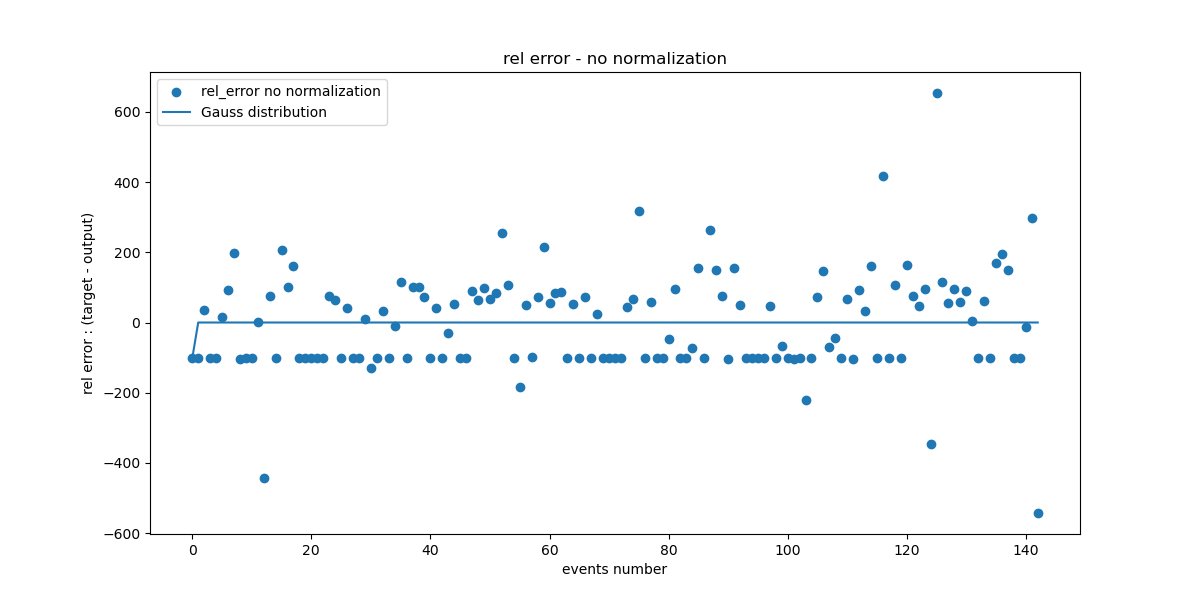 rel error - no normalization
rel_error no normalization
Gauss distribution
rel error : (target - output)
600
400
200
0
−200
−400
−600
0 20 40 60 80 100 120 140
events number